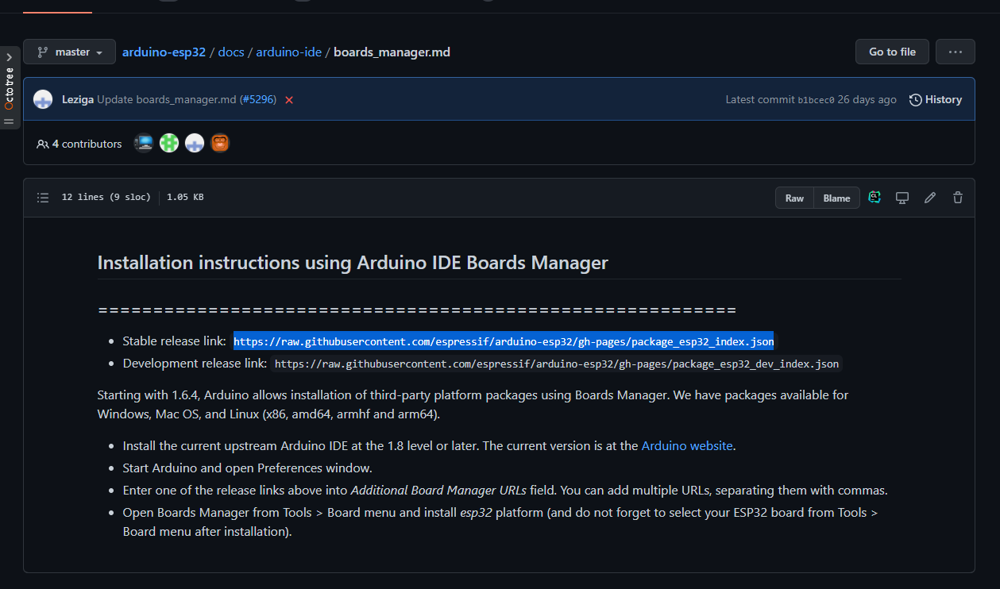 master
arduino-esp32 / docs / arduino-ide / boards_manager.md
Go to file
...
Octotree
Leziga Update boards_manager.md (#5296)
Latest commit b1bcec0 26 days ago
History
4 contributors
12 lines (9 sloc) 1.05 KB
Raw
Blame
Installation instructions using Arduino IDE Boards Manager
==========================================================
Stable release link: https://raw.githubusercontent.com/espressif/arduino-esp32/gh-pages/package_esp32_index.json
Development release link: https://raw.githubusercontent.com/espressif/arduino-esp32/gh-pages/package_esp32_dev_index.json
Starting with 1.6.4, Arduino allows installation of third-party platform packages using Boards Manager. We have packages available for
Windows, Mac OS, and Linux (x86, amd64, armhf and arm64).
Install the current upstream Arduino IDE at the 1.8 level or later. The current version is at the Arduino website.
Start Arduino and open Preferences window.
Enter one of the release links above into Additional Board Manager URLs field. You can add multiple URLs, separating them with commas.
Open Boards Manager from Tools > Board menu and install esp32 platform (and do not forget to select your ESP32 board from Tools >
Board menu after installation).